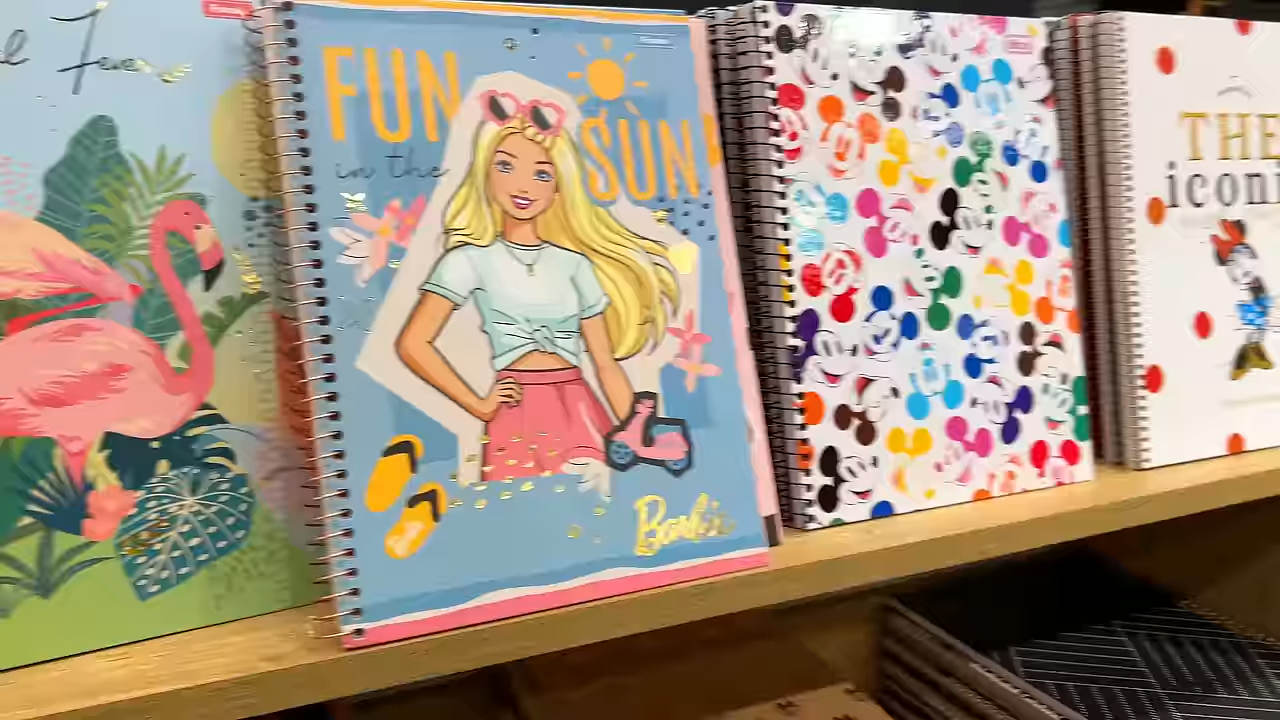 FUN
in the
SUN!
Barbie
THE
iconi